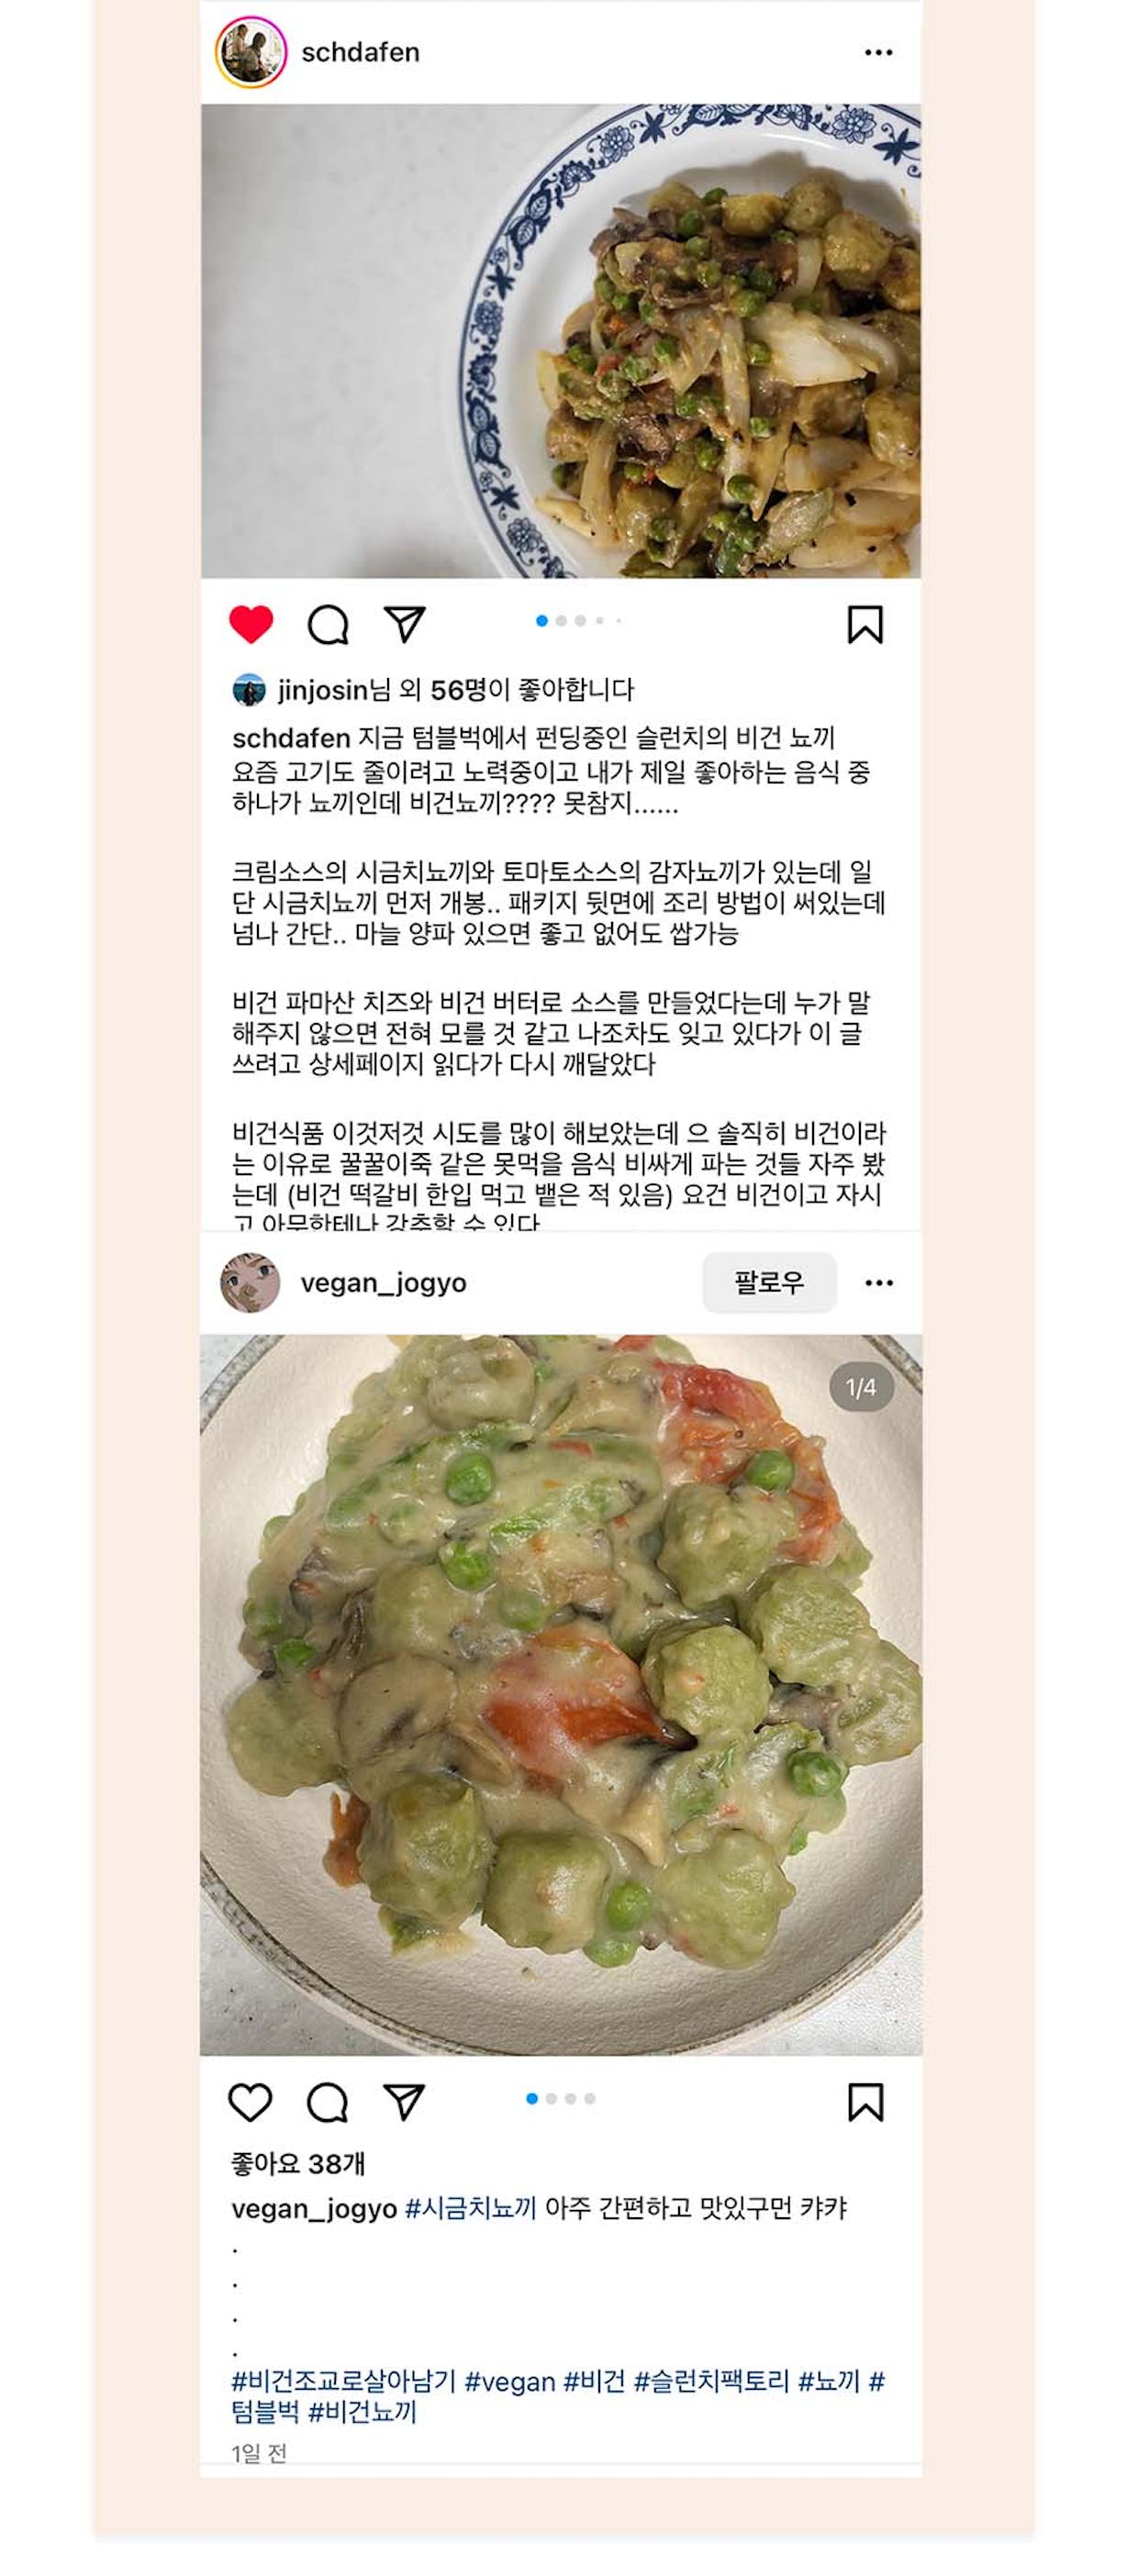 schdafen
jinjosin님 외 56명이 좋아합니다
schdafen 지금 텀블벅에서 펀딩중인 슬런치의 비건 뇨끼
요즘 고기도 줄이려고 노력중이고 내가 제일 좋아하는 음식 중
하나가 뇨끼인데 비건뇨끼???? 못참지......
크림소스의 시금치뇨끼와 토마토소스의 감자뇨끼가 있는데 일
단 시금치뇨끼 먼저 개봉.. 패키지 뒷면에 조리 방법이 써있는데
넘나 간단.. 마늘 양파 있으면 좋고 없어도 쌉가능
비건 파마산 치즈와 비건 버터로 소스를 만들었다는데 누가 말
해주지 않으면 전혀 모를 것 같고 나조차도 잊고 있다가 이 글
쓰려고 상세페이지 읽다가 다시 깨달았다
비건식품 이것저것 시도를 많이 해보았는데 으 솔직히 비건이라
는 이유로 꿀꿀이죽 같은 못먹을 음식 비싸게 파는 것들 자주 봤
는데 (비건 떡갈비 한입 먹고 뱉은 적 있음) 요건 비건이고 자시
고 아무한테나 강추할 수 있다
vegan_jogyo
팔로우
1/4
좋아요 38개
vegan_jogyo #시금치뇨끼 아주 간편하고 맛있구먼 캬캬
.
.
.
.
#비건조교로살아남기 #vegan #비건 #슬런치팩토리 #뇨끼 #
텀블벅 #비건뇨끼
1일 전